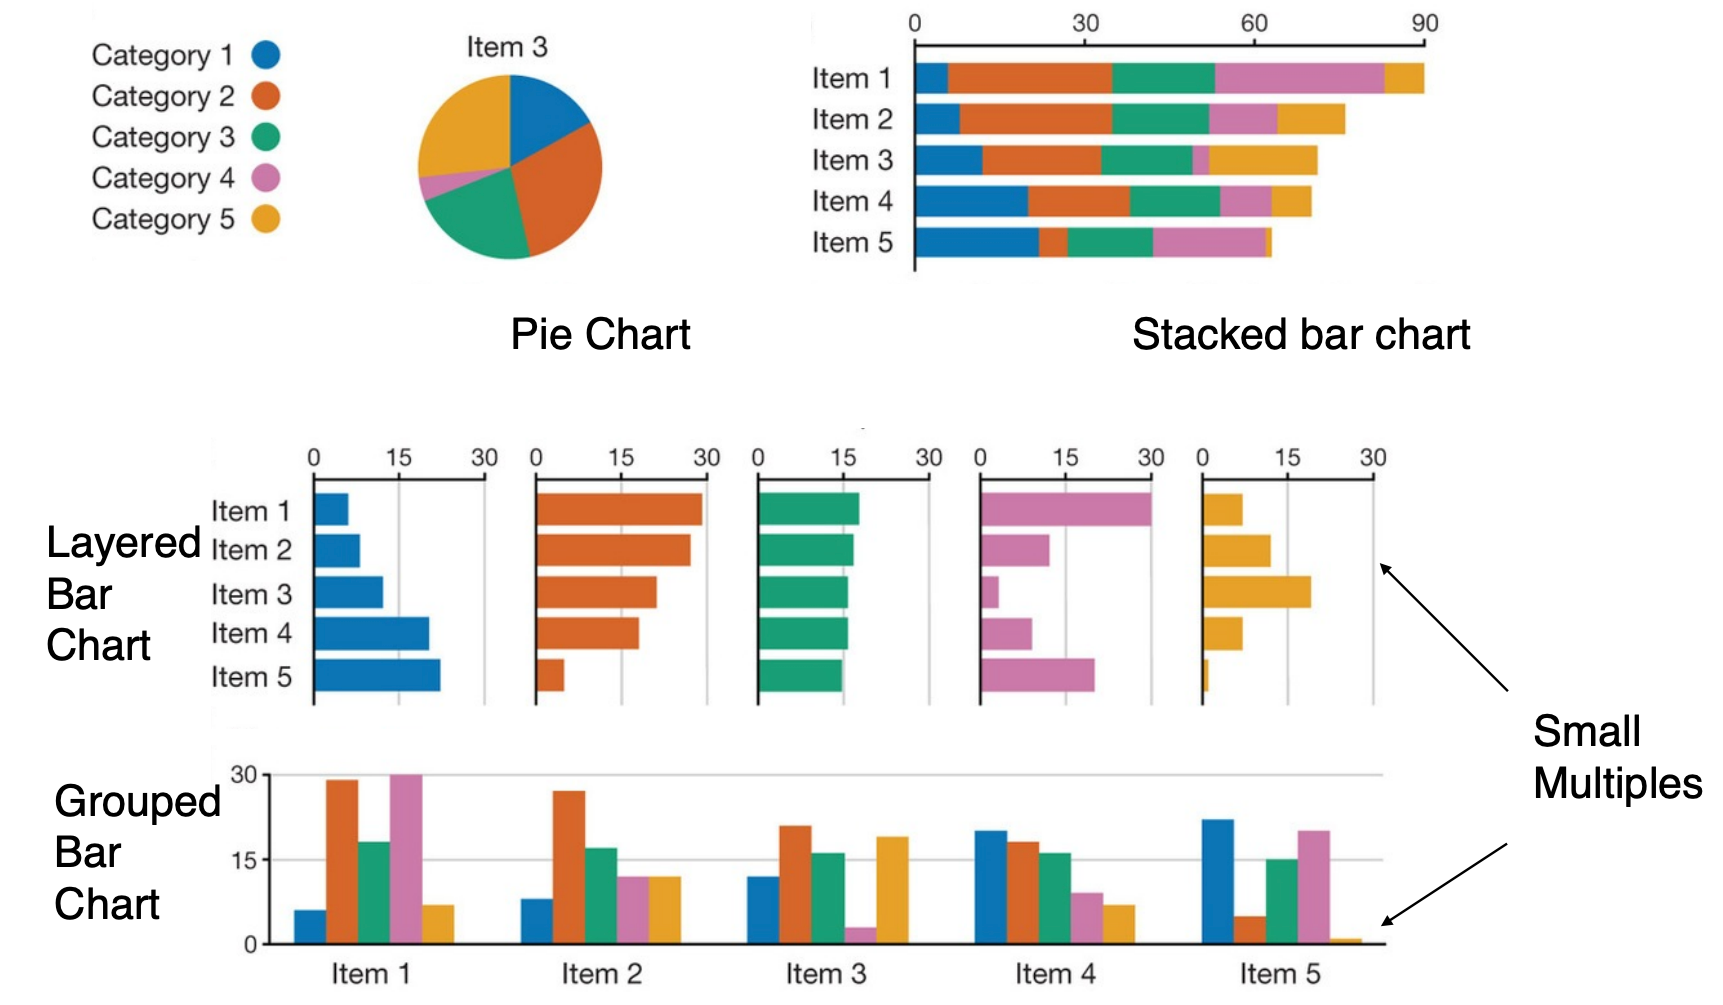 Category 1
Category 2
Category 3
Category 4
Category 5
Item 3
0 30 60 90
Item 1
Item 2
Item 3
Item 4
Item 5
Pie Chart
Stacked bar chart
Layered
Bar
Chart
0 15 30 0 15 30 0 15 30 0 15 30 0 15 30
Item 1
Item 2
Item 3
Item 4
Item 5
Small
Multiples
Grouped
Bar
Chart
30
15
0
Item 1 Item 2 Item 3 Item 4 Item 5